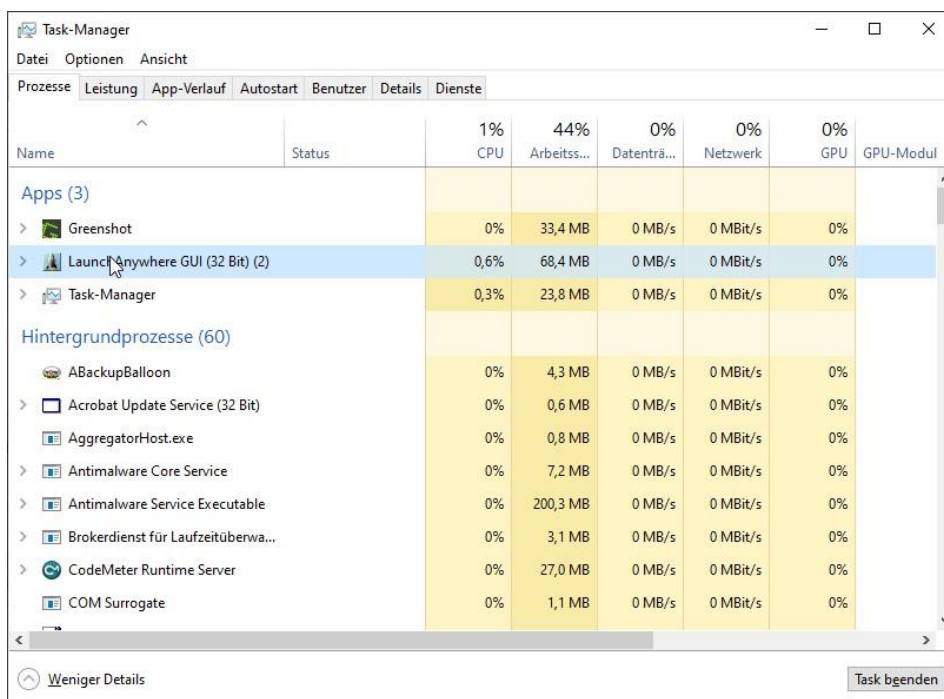 Task-Manager
Datei Optionen Ansicht
Prozesse Leistung App-Verlauf Autostart Benutzer Details Dienste
1% 44% 0% 0% 0%
Name Status CPU Arbeitss... Datenträ... Netzwerk GPU GPU-Modul
Apps (3)
Greenshot 0% 33,4 MB 0 MB/s 0 MBit/s 0%
LaunchAnywhere GUI (32 Bit) (2) 0,6% 68,4 MB 0 MB/s 0 MBit/s 0%
Task-Manager 0,3% 23,8 MB 0 MB/s 0 MBit/s 0%
Hintergrundprozesse (60)
ABackupBalloon 0% 4,3 MB 0 MB/s 0 MBit/s 0%
Acrobat Update Service (32 Bit) 0% 0,6 MB 0 MB/s 0 MBit/s 0%
AggregatorHost.exe 0% 0,8 MB 0 MB/s 0 MBit/s 0%
Antimalware Core Service 0% 7,2 MB 0 MB/s 0 MBit/s 0%
Antimalware Service Executable 0% 200,3 MB 0 MB/s 0 MBit/s 0%
Brokerdienst für Laufzeitüberwa... 0% 3,1 MB 0 MB/s 0 MBit/s 0%
CodeMeter Runtime Server 0% 27,0 MB 0 MB/s 0 MBit/s 0%
COM Surrogate 0% 1,1 MB 0 MB/s 0 MBit/s 0%
Weniger Details Task beenden